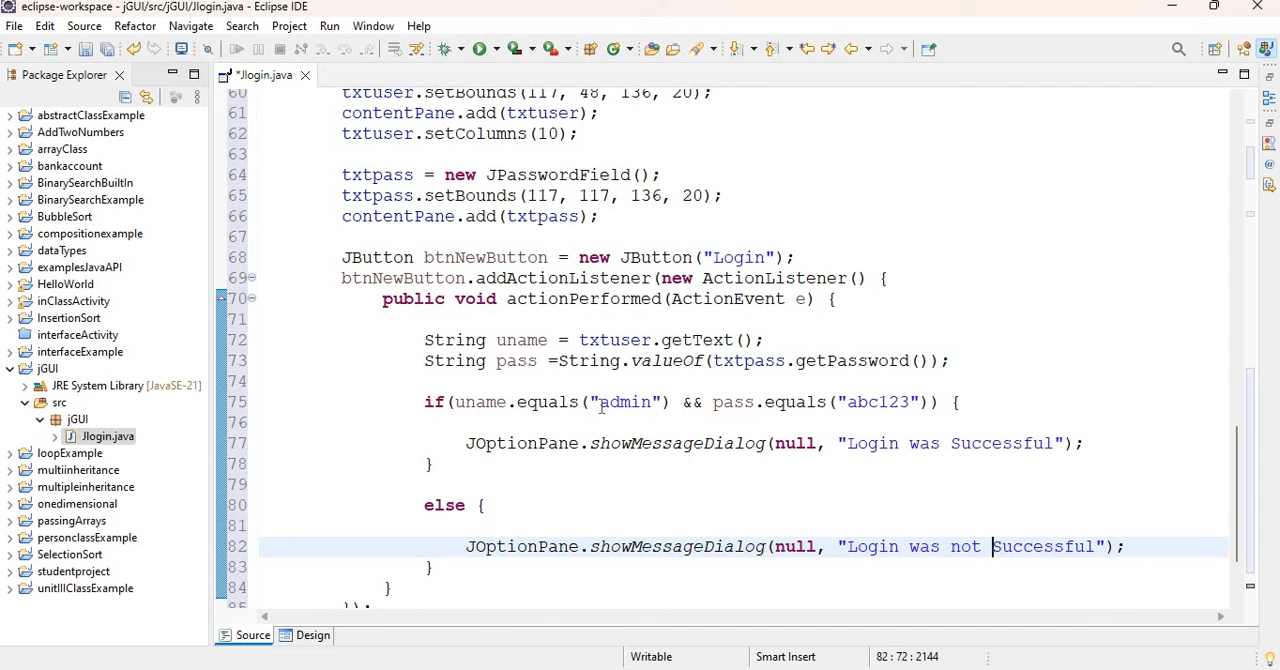 eclipse-workspace - jGUI/src/jGUI/Jlogin.java - Eclipse IDE
File Edit Source Refactor Navigate Search Project Run Window Help
Package Explorer
*Jlogin.java
abstractClassExample
AddTwoNumbers
arrayClass
bankaccount
BinarySearchBuiltIn
BinarySearchExample
BubbleSort
compositionexample
dataTypes
examplesJavaAPI
HelloWorld
inClassActivity
InsertionSort
interfaceActivity
interfaceExample
jGUI
JRE System Library [JavaSE-21]
src
jGUI
Jlogin.java
loopExample
multiinheritance
multipleinheritance
onedimensional
passingArrays
personclassExample
SelectionSort
studentproject
unitIIIClassExample
60 txtuser.setBounds(117, 48, 136, 20);
61 contentPane.add(txtuser);
62 txtuser.setColumns(10);
63
64 txtpass = new JPasswordField();
65 txtpass.setBounds(117, 117, 136, 20);
66 contentPane.add(txtpass);
67
68 JButton btnNewButton = new JButton("Login");
69 btnNewButton.addActionListener(new ActionListener() {
70 public void actionPerformed(ActionEvent e) {
71
72 String uname = txtuser.getText();
73 String pass =String.valueOf(txtpass.getPassword());
74
75 if(uname.equals("admin") && pass.equals("abc123")) {
76
77 JOptionPane.showMessageDialog(null, "Login was Successful");
78 }
79
80 else {
81
82 JOptionPane.showMessageDialog(null, "Login was not Successful");
83 }
84 }
85 });
Source Design
Writable Smart Insert 82 : 72 : 2144